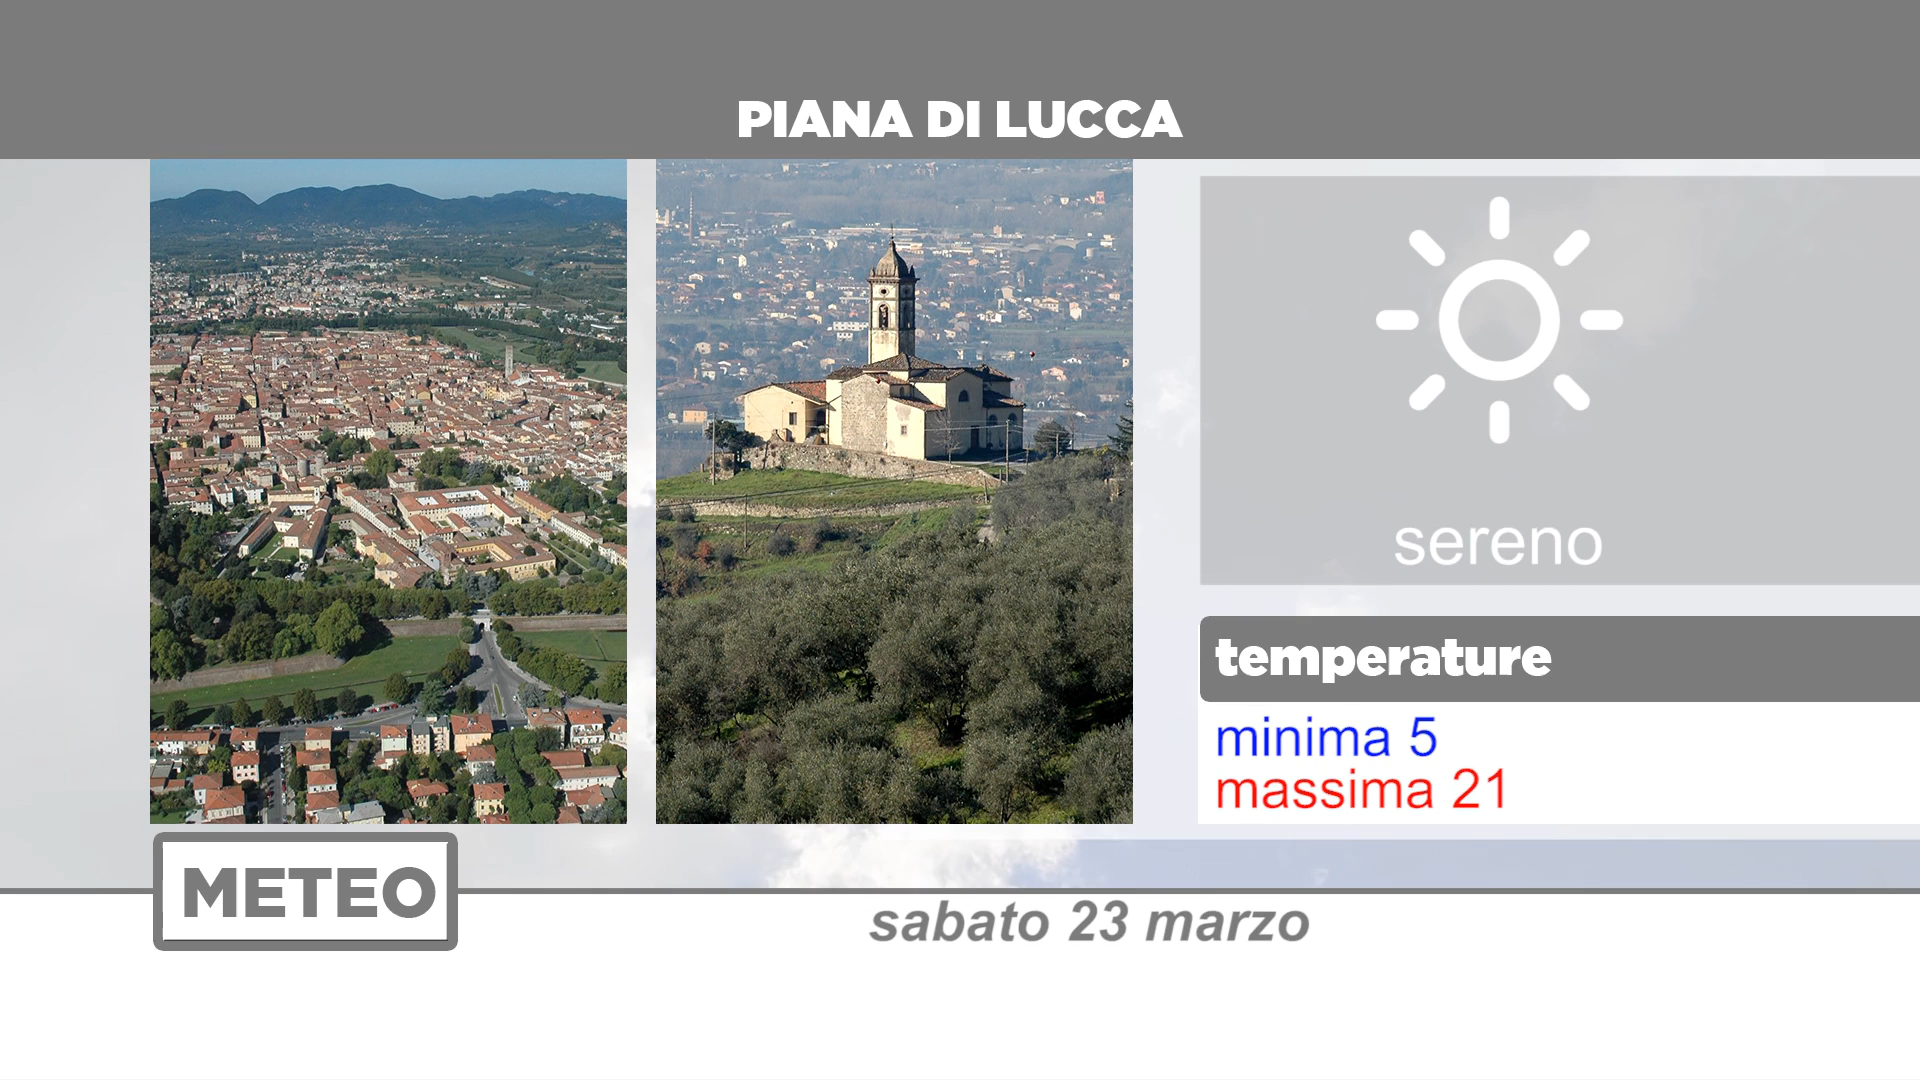 PIANA DI LUCCA
sereno
temperature
minima 5
massima 21
METEO
sabato 23 marzo